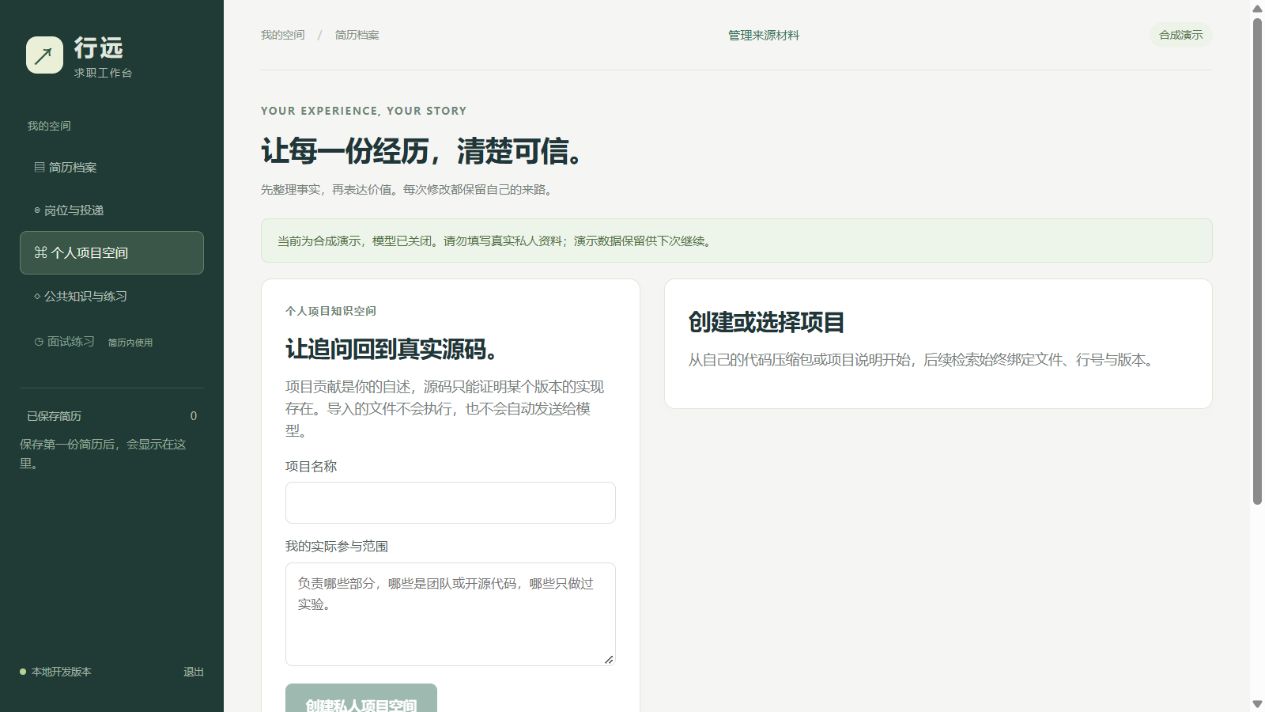 行远
求职工作台
我的空间
简历档案
岗位与投递
⌘ 个人项目空间
公共知识与练习
面试练习 简历内使用
已保存简历 0
保存第一份简历后，会显示在这
里。
本地开发版本 退出
我的空间 / 简历档案 管理来源材料 合成演示
YOUR EXPERIENCE, YOUR STORY
让每一份经历，清楚可信。
先整理事实，再表达价值。每次修改都保留自己的来路。
当前为合成演示，模型已关闭。请勿填写真实私人资料；演示数据保留供下次继续。
个人项目知识空间
让追问回到真实源码。
项目贡献是你的自述，源码只能证明某个版本的实现
存在。导入的文件不会执行，也不会自动发送给模
型。
项目名称
我的实际参与范围
负责哪些部分，哪些是团队或开源代码，哪些只做过
实验。
创建私人项目空间
创建或选择项目
从自己的代码压缩包或项目说明开始，后续检索始终绑定文件、行号与版本。